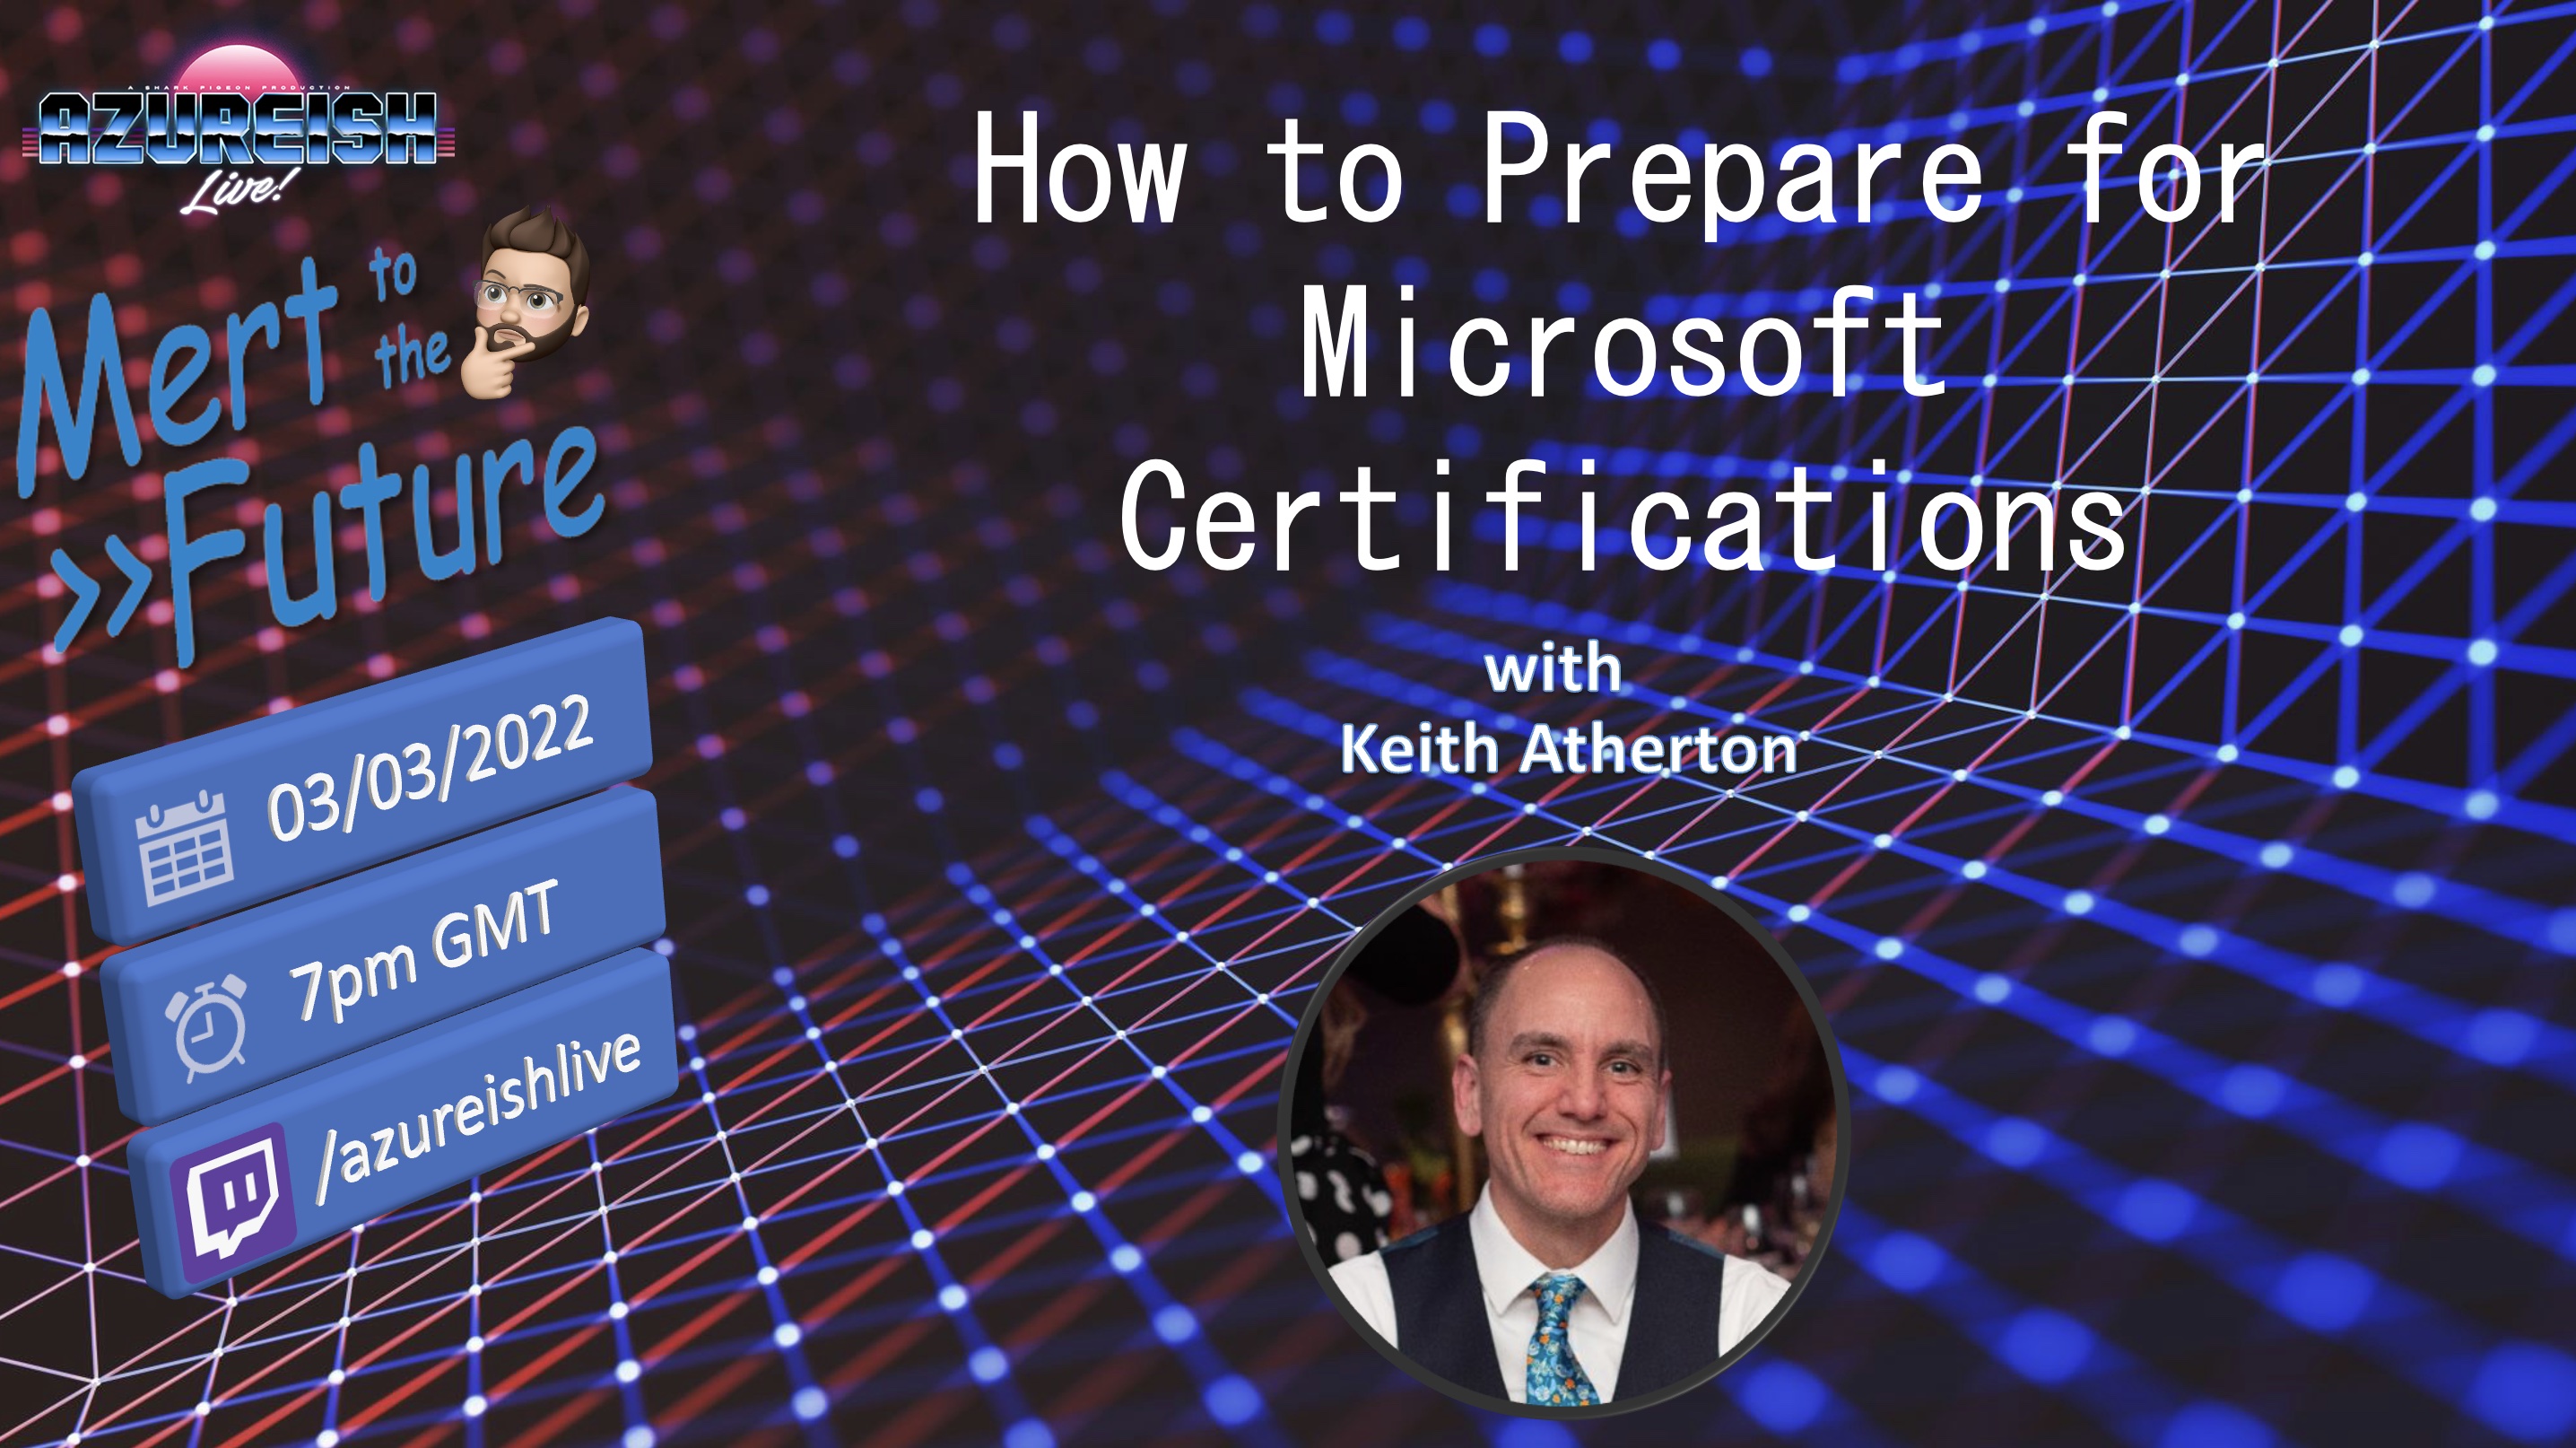 A SHARK PIGEON PRODUCTION
AZUREISH
Live!
Mert to
the
>>Future
03/03/2022
7pm GMT
/azureishlive
How to Prepare for
Microsoft
Certifications
with
Keith Atherton